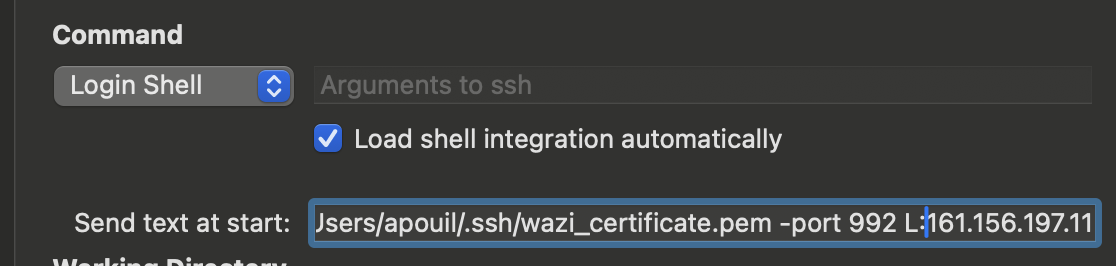 Command
Login Shell Arguments to ssh
Load shell integration automatically
Send text at start: Jsers/apouil/.ssh/wazi_certificate.pem -port 992 L:161.156.197.11
Working Directory